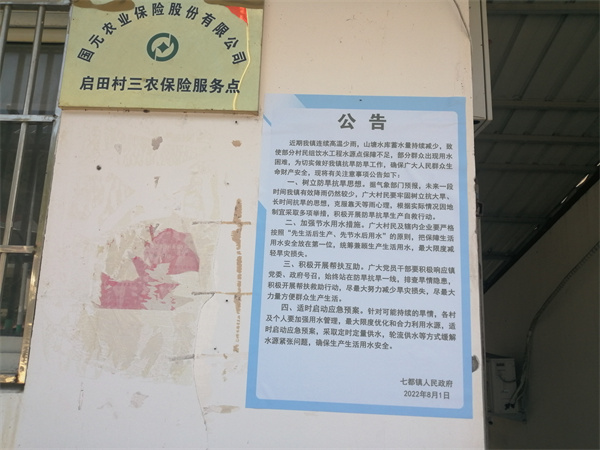 国元农业保险股份有限公司
启田村三农保险服务点
公告
近期我镇连续高温少雨，山塘水库蓄水量持续减少，致
使部分村民组饮水工程水源点保障不足，部分群众出现用水
困难，为切实做好我镇抗旱防旱工作，确保广大人民群众生
命财产安全，现将有关注意事项公告如下：
一、树立防旱抗旱思想。据气象部门预报，未来一段
时间我镇有效降雨仍然较少，广大村民要牢固树立抗大旱、
长时间抗旱的思想，克服靠天等雨心理，根据实际情况因地
制宜采取多项举措，积极开展防旱抗旱生产自救行动。
二、加强节水用水措施。广大村民及辖内企业要严格
按照“先生活后生产、先节水后用水”的原则，把保障生活
用水安全放在第一位，统筹兼顾生产生活用水，最大限度减
轻旱灾损失。
三、积极开展帮扶互助。广大党员干部要积极响应镇
党委、政府号召，始终站在防旱抗旱一线，排查旱情隐患，
积极开展帮扶救助行动，尽最大努力减少旱灾损失，尽最大
力量方便群众生产生活。
四、适时启动应急预案。针对可能持续的旱情，各村
及个人要加强用水管理，最大限度优化和合力利用水源，适
时启动应急预案，采取定时定量供水，轮流供水等方式缓解
水源紧张问题，确保生产生活用水安全。
七都镇人民政府
2022年8月1日